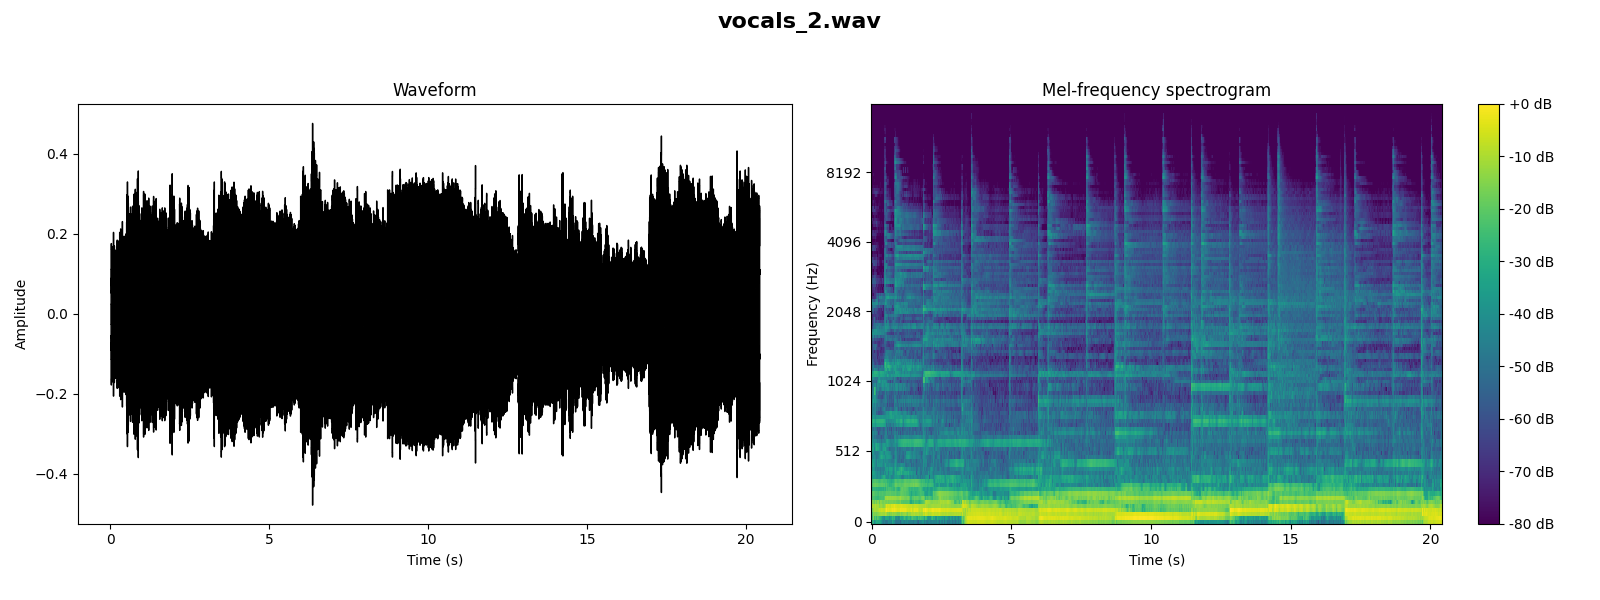 vocals_2.wav
Waveform
Amplitude
0.4
0.2
0.0
−0.2
−0.4
0 5 10 15 20
Time (s)
Mel-frequency spectrogram
Frequency (Hz)
8192
4096
2048
1024
512
0
0 5 10 15 20
Time (s)
+0 dB
-10 dB
-20 dB
-30 dB
-40 dB
-50 dB
-60 dB
-70 dB
-80 dB